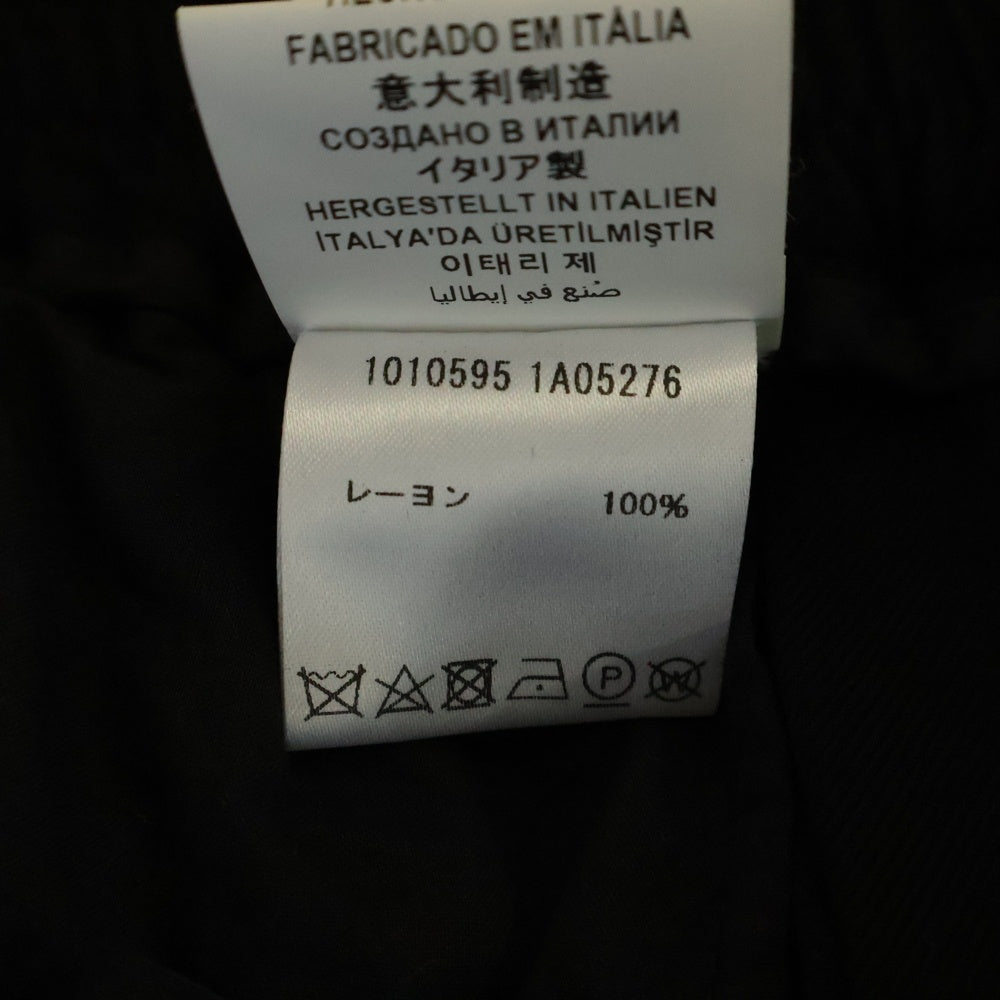 FABRICADO EM ITÁLIA
意大利制造
СОЗДАНО В ИТАЛИИ
イタリア製
HERGESTELLT IN ITALIEN
İTALYA'DA ÜRETİLMİŞTİR
이태리 제
صُنع في إيطاليا
1010595 1A05276
レーヨン 100%
P W